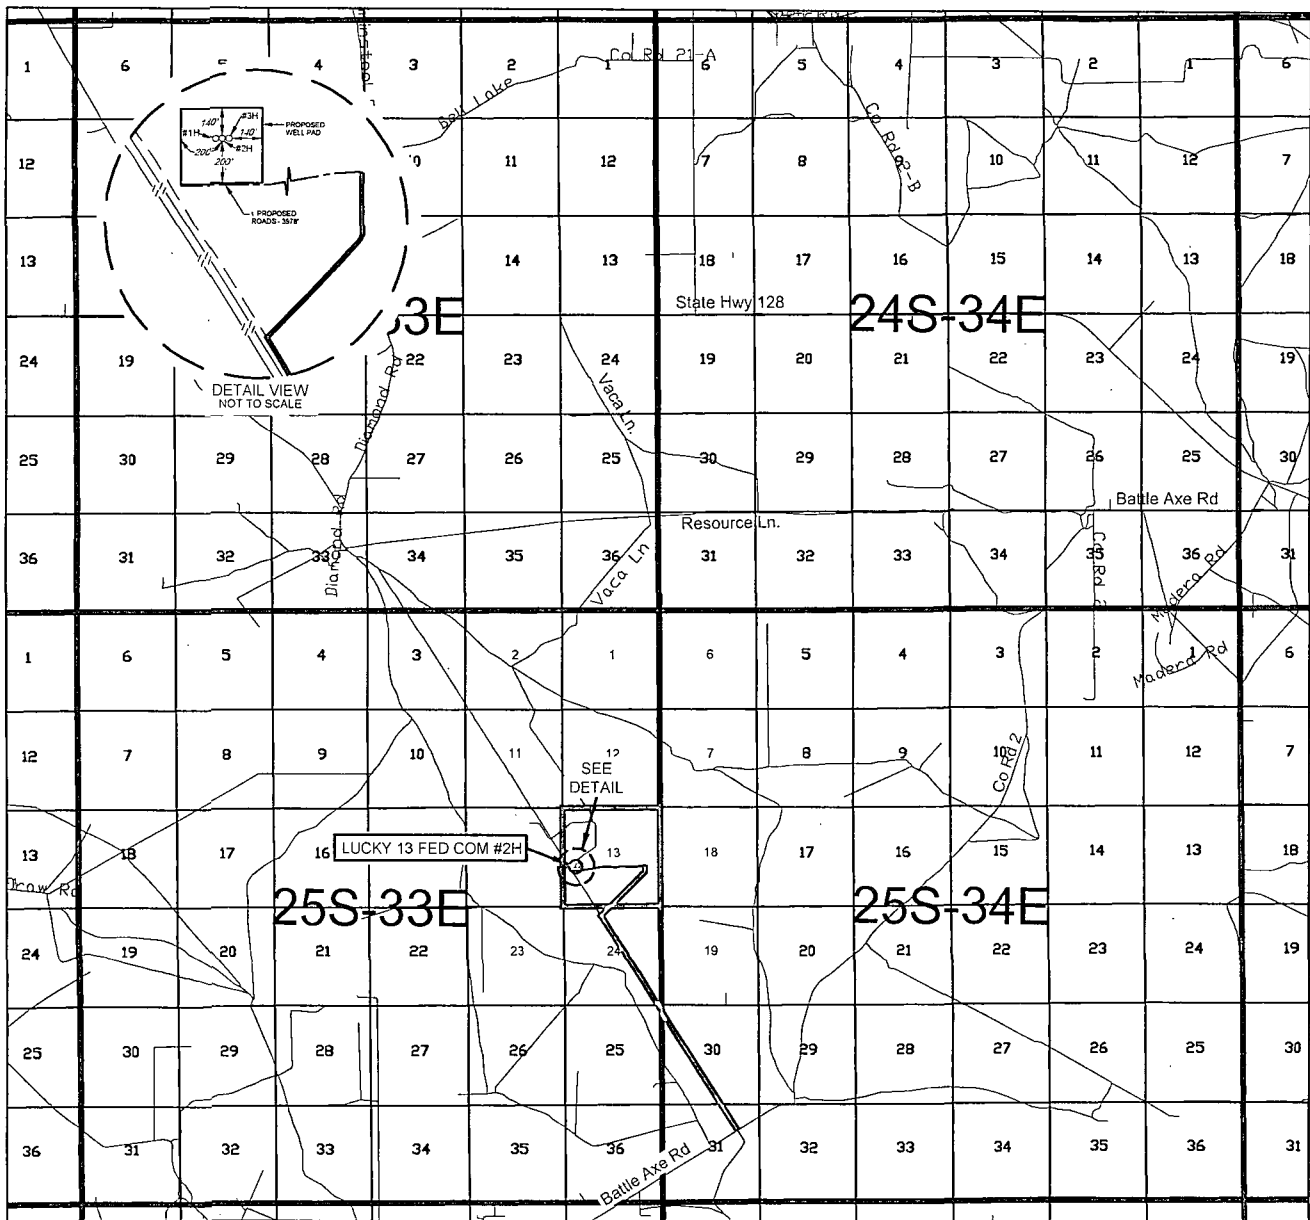 Co Rd 21-A
1 6 4 3 2 1 6 5 4 3 2 1 6
Bell Lake
140' #3H PROPOSED WELL PAD
#1H 140'
200' #2H
200'
Co Rd 2-B
12 11 12 7 8 9 10 11 12 7
PROPOSED
ROADS - 3578'
13 14 13 18 17 16 15 14 13 18
State Hwy 128
3E 24S-34E
24 19 22 23 24 19 20 21 22 23 24 19
DETAIL VIEW
NOT TO SCALE
Diamond Rd
Vaca Ln.
25 30 29 28 27 26 25 30 29 28 27 26 25 30
Battle Axe Rd
Resource Ln.
Diamond Rd
36 31 32 33 34 35 36 31 32 33 34 35 36 31
Vaca Ln
Co Rd 2
Madera Rd
1 6 5 4 3 2 1 6 5 4 3 2 1 6
Madera Rd
12 7 8 9 10 11 12 7 8 9 10 11 12 7
SEE
DETAIL
Co Rd 2
LUCKY 13 FED COM #2H
13 18 17 16 13 18 17 16 15 14 13 18
Draw Rd
25S-33E 25S-34E
24 19 20 21 22 23 24 19 20 21 22 23 24 19
25 30 29 28 27 26 25 30 29 28 27 26 25 30
36 31 32 33 34 35 36 31 32 33 34 35 36 31
Battle Axe Rd